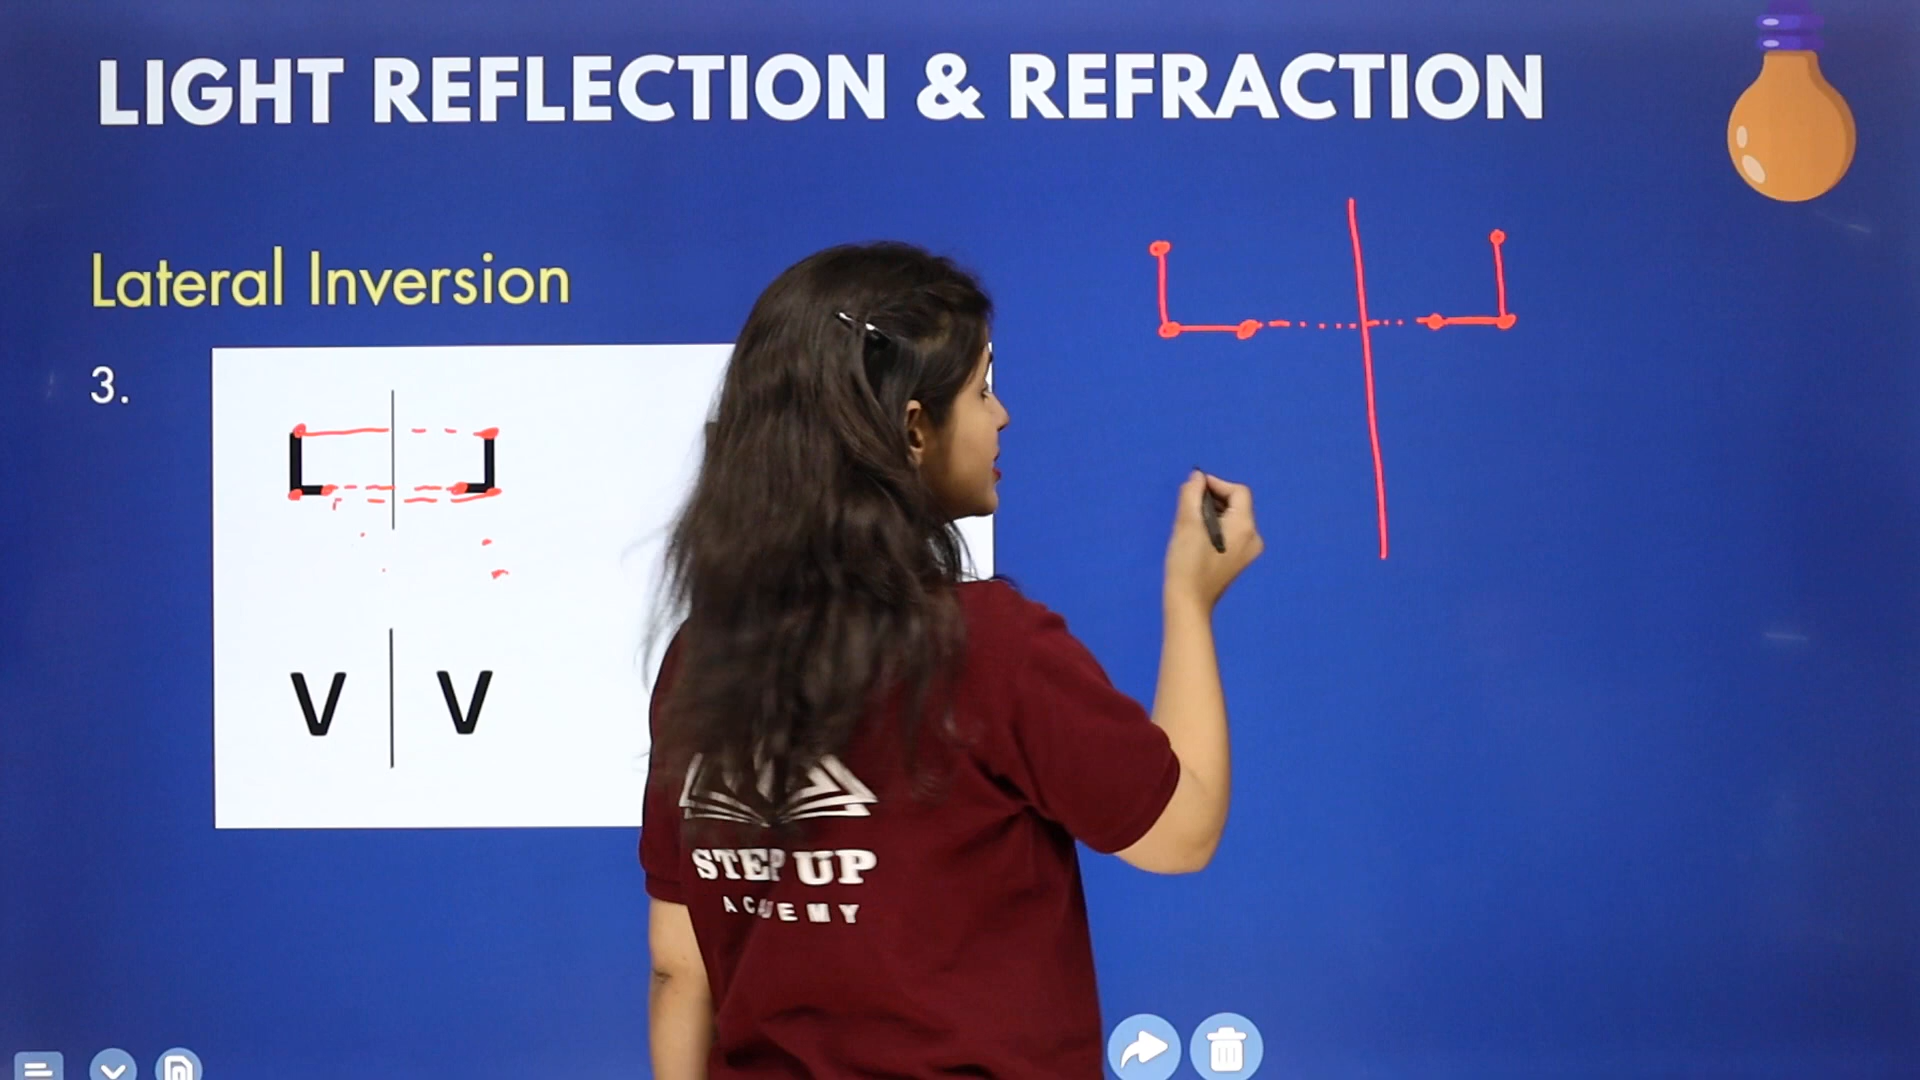 LIGHT REFLECTION & REFRACTION
Lateral Inversion
3.
L
V V
STEP UP
ACADEMY